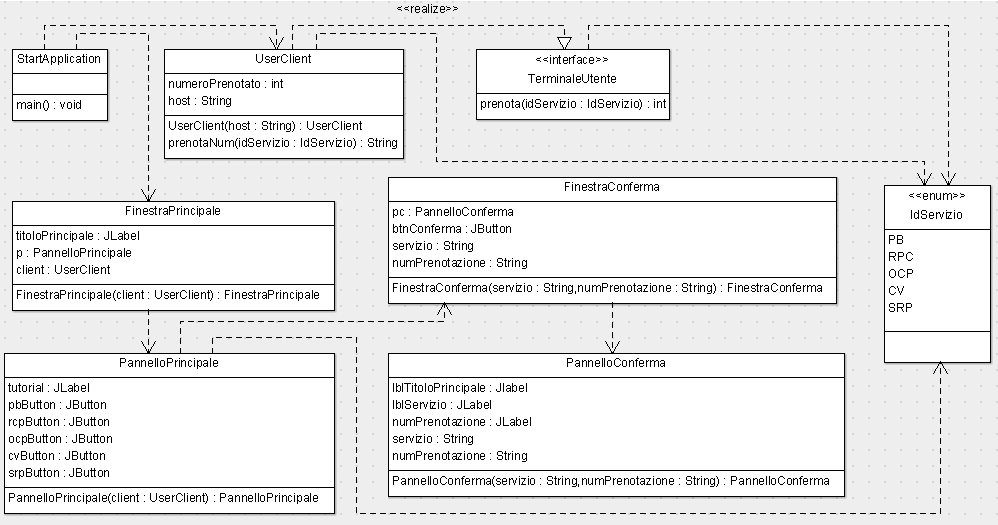 <<realize>>
StartApplication
main() : void
UserClient
numeroPrenotato : int
host : String
UserClient(host : String) : UserClient
prenotaNum(idServizio : IdServizio) : String
<<interface>>
TerminaleUtente
prenota(idServizio : IdServizio) : int
FinestraPrincipale
titoloPrincipale : JLabel
p : PannelloPrincipale
client : UserClient
FinestraPrincipale(client : UserClient) : FinestraPrincipale
FinestraConferma
pc : PannelloConferma
btnConferma : JButton
servizio : String
numPrenotazione : String
FinestraConferma(servizio : String,numPrenotazione : String) : FinestraConferma
<<enum>>
IdServizio
PB
RPC
OCP
CV
SRP
PannelloPrincipale
tutorial : JLabel
pbButton : JButton
rcpButton : JButton
ocpButton : JButton
cvButton : JButton
srpButton : JButton
PannelloPrincipale(client : UserClient) : PannelloPrincipale
PannelloConferma
lblTitoloPrincipale : Jlabel
lblServizio : JLabel
numPrenotazione : JLabel
servizio : String
numPrenotazione : String
PannelloConferma(servizio : String,numPrenotazione : String) : PannelloConferma